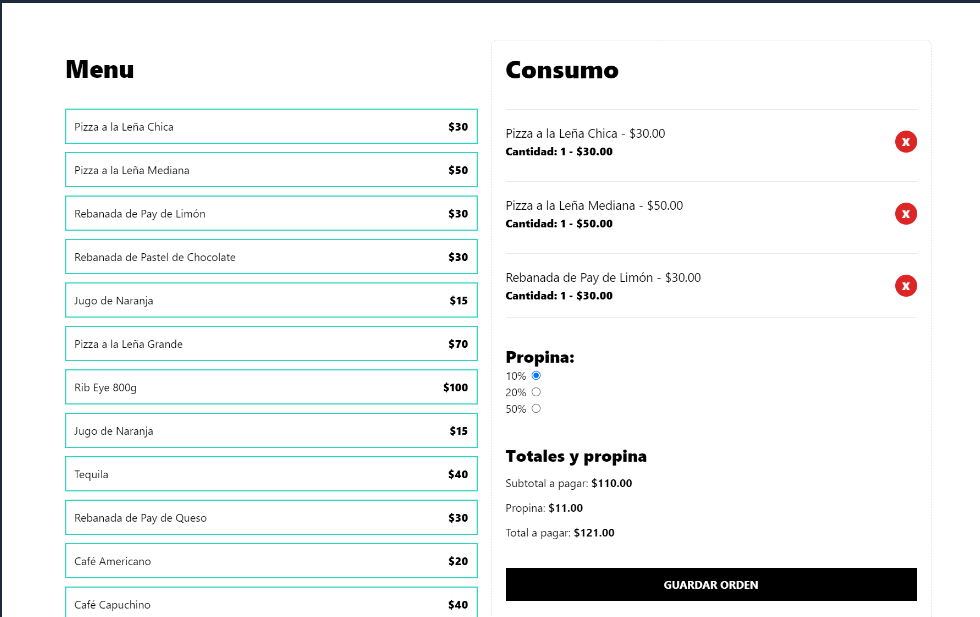 Menu
Pizza a la Leña Chica $30
Pizza a la Leña Mediana $50
Rebanada de Pay de Limón $30
Rebanada de Pastel de Chocolate $30
Jugo de Naranja $15
Pizza a la Leña Grande $70
Rib Eye 800g $100
Jugo de Naranja $15
Tequila $40
Rebanada de Pay de Queso $30
Café Americano $20
Café Capuchino $40
Consumo
Pizza a la Leña Chica - $30.00
Cantidad: 1 - $30.00
X
Pizza a la Leña Mediana - $50.00
Cantidad: 1 - $50.00
X
Rebanada de Pay de Limón - $30.00
Cantidad: 1 - $30.00
X
Propina:
10%
20%
50%
Totales y propina
Subtotal a pagar: $110.00
Propina: $11.00
Total a pagar: $121.00
GUARDAR ORDEN